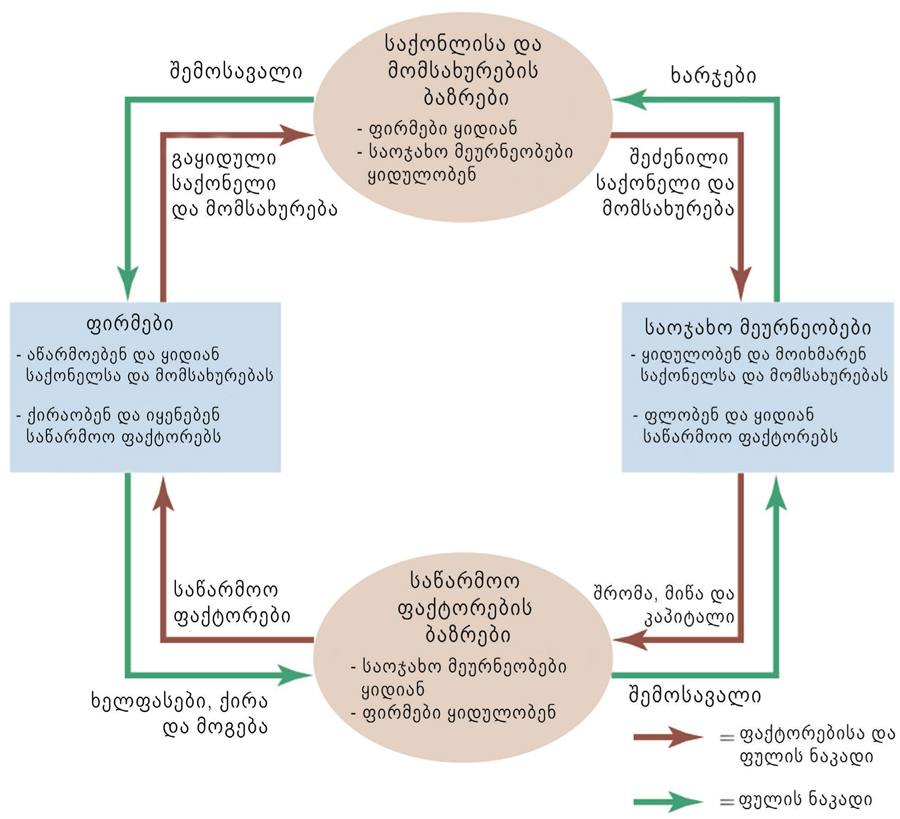 საქონლისა და
მომსახურების
ბაზრები
- ფირმები ყიდიან
- საოჯახო მეურნეობები
ყიდულობენ
შემოსავალი
ხარჯები
გაყიდული
საქონელი
და მომსახურება
შეძენილი
საქონელი და
მომსახურება
ფირმები
- აწარმოებენ და ყიდიან
საქონელსა და მომსახურებას
- ქირაობენ და იყენებენ
საწარმოო ფაქტორებს
საოჯახო მეურნეობები
- ყიდულობენ და მოიხმარენ
საქონელსა და მომსახურებას
- ფლობენ და ყიდიან
საწარმოო ფაქტორებს
საწარმოო
ფაქტორები
შრომა, მიწა და
კაპიტალი
საწარმოო
ფაქტორების
ბაზრები
- საოჯახო მეურნეობები
ყიდიან
- ფირმები ყიდულობენ
ხელფასები, ქირა
და მოგება
შემოსავალი
= ფაქტორებისა და
ფულის ნაკადი
= ფულის ნაკადი